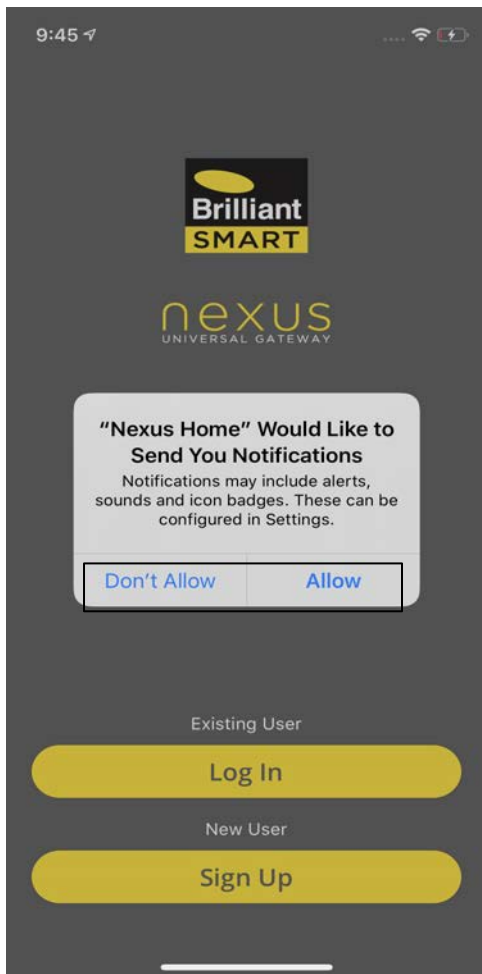 9:45
Brilliant
SMART
nexus
UNIVERSAL GATEWAY
“Nexus Home” Would Like to
Send You Notifications
Notifications may include alerts,
sounds and icon badges. These can be
configured in Settings.
Don’t Allow Allow
Existing User
Log In
New User
Sign Up